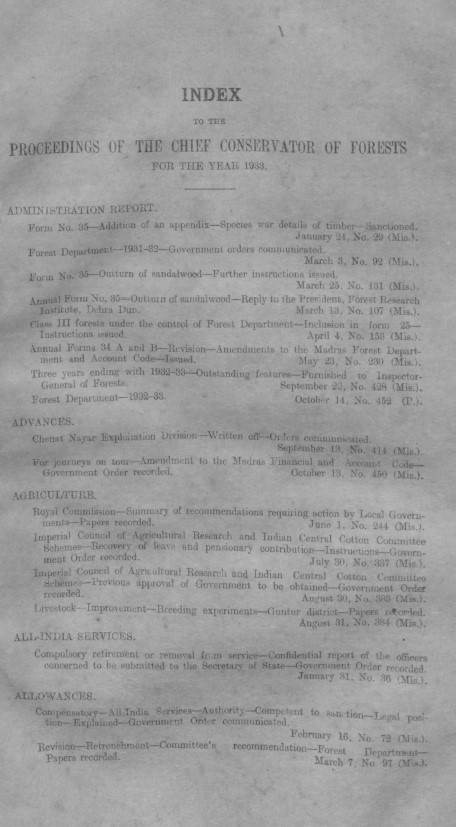 INDEX
TO THE
PROCEEDINGS OF THE CHIEF CONSERVATOR OF FORESTS
FOR THE YEAR 1933.
ADMINISTRATION REPORT.
Form No. 35—Addition of an appendix—Species war details of timber—Sanctioned.
January 24, No. 29 (Mis.).
Forest Department—1931-32—Government orders communicated.
March 3, No. 92 (Mis.).
Form No. 35—Outturn of sandalwood—Further instructions issued.
March 25, No. 131 (Mis.).
Annual Form No. 35—Outturn of sandalwood—Reply to the President, Forest Research
Institute, Dehra Dun. March 13, No. 107 (Mis.).
Class III forests under the control of Forest Department—Inclusion in form 25—
Instructions issued. April 4, No. 153 (Mis.).
Annual Forms 34 A and B—Revision—Amendments to the Madras Forest Depart-
ment and Account Code—Issued. May 23, No. 230 (Mis.).
Three years ending with 1932-33—Outstanding features—Furnished to Inspector-
General of Forests. September 22, No. 428 (Mis.).
Forest Department—1932-33. October 14, No. 452 (P.).
ADVANCES.
Chenat Nayar Exploitation Division—Written off—Orders communicated.
September 13, No. 414 (Mis.).
For journeys on tour—Amendment to the Madras Financial and Account Code—
Government Order recorded. October 13, No. 450 (Mis.).
AGRICULTURE.
Royal Commission—Summary of recommendations requiring action by Local Govern-
ments—Papers recorded. June 1, No. 244 (Mis.).
Imperial Council of Agricultural Research and Indian Central Cotton Committee
Schemes—Recovery of leave and pensionary contribution—Instructions—Govern-
ment Order recorded. July 30, No. 337 (Mis.).
Imperial Council of Agricultural Research and Indian Central Cotton Committee
Schemes—Previous approval of Government to be obtained—Government Order
recorded. August 30, No. 393 (Mis.).
Livestock—Improvement—Breeding experiments—Guntur district—Papers recorded.
August 31, No. 384 (Mis.).
ALL-INDIA SERVICES.
Compulsory retirement or removal from service—Confidential report of the officers
concerned to be submitted to the Secretary of State—Government Order recorded.
January 31, No. 36 (Mis.).
ALLOWANCES.
Compensatory—All-India Services—Authority—Competent to sanction—Legal posi-
tion—Explained—Government Order communicated.
February 16, No. 72 (Mis.).
Revision—Retrenchment—Committee's recommendation—Forest Department—
Papers recorded. March 7, No. 97 (Mis.).